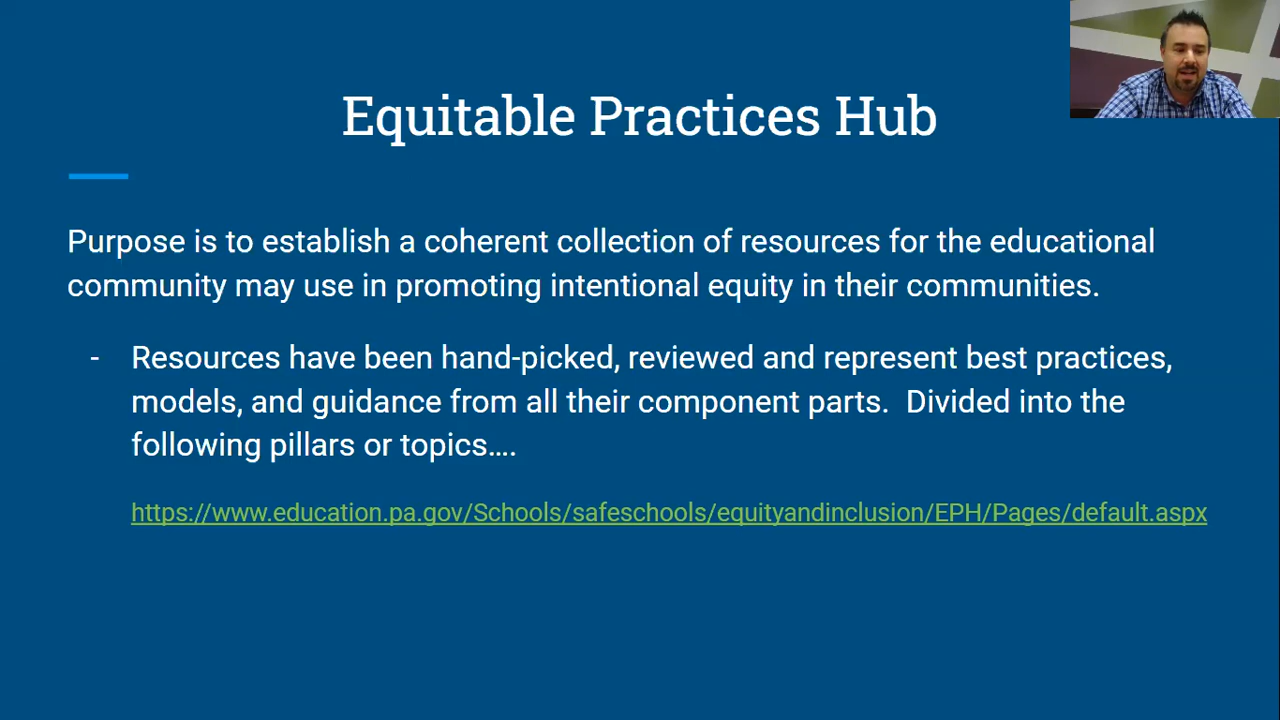 Equitable Practices Hub
Purpose is to establish a coherent collection of resources for the educational
community may use in promoting intentional equity in their communities.
- Resources have been hand-picked, reviewed and represent best practices,
models, and guidance from all their component parts.  Divided into the
following pillars or topics….
https://www.education.pa.gov/Schools/safeschools/equityandinclusion/EPH/Pages/default.aspx